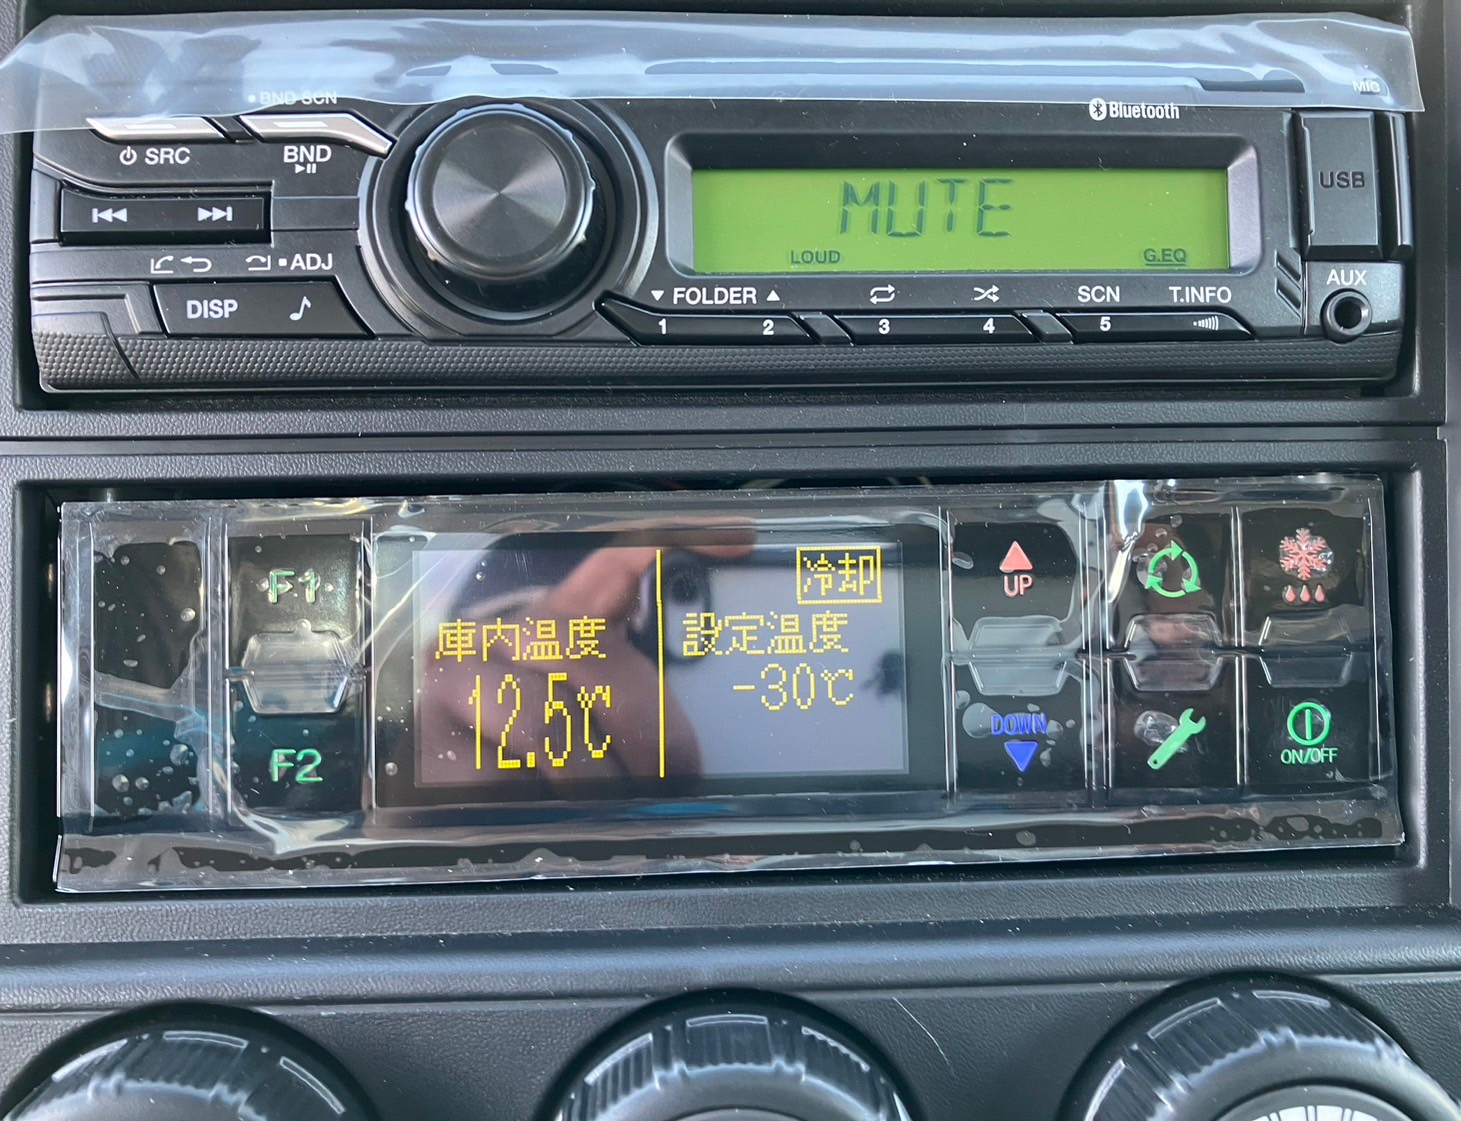 MIC
• BND SCN
Bluetooth
SRC
BND
USB
MUTE
LOUD G.EQ
•ADJ
DISP
▼ FOLDER ▲ SCN T.INFO
AUX
1 2 3 4 5
冷却
F1
UP
庫内温度
12.5℃
設定温度
-30℃
F2
DOWN
ON/OFF